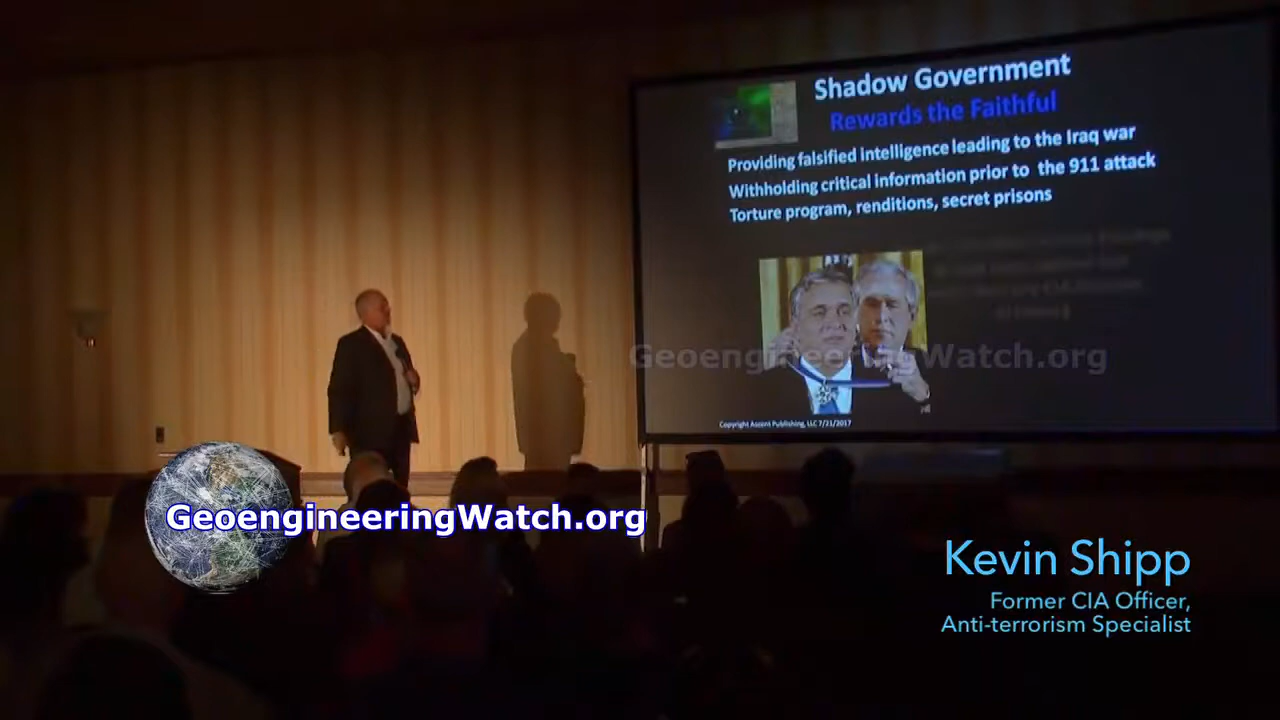 Shadow Government
Rewards the Faithful
Providing falsified intelligence leading to the Iraq war
Withholding critical information prior to the 911 attack
Torture program, renditions, secret prisons
GeoengineeringWatch.org
Copyright Ascent Publishing, LLC 7/21/2017
GeoengineeringWatch.org
Kevin Shipp
Former CIA Officer,
Anti-terrorism Specialist